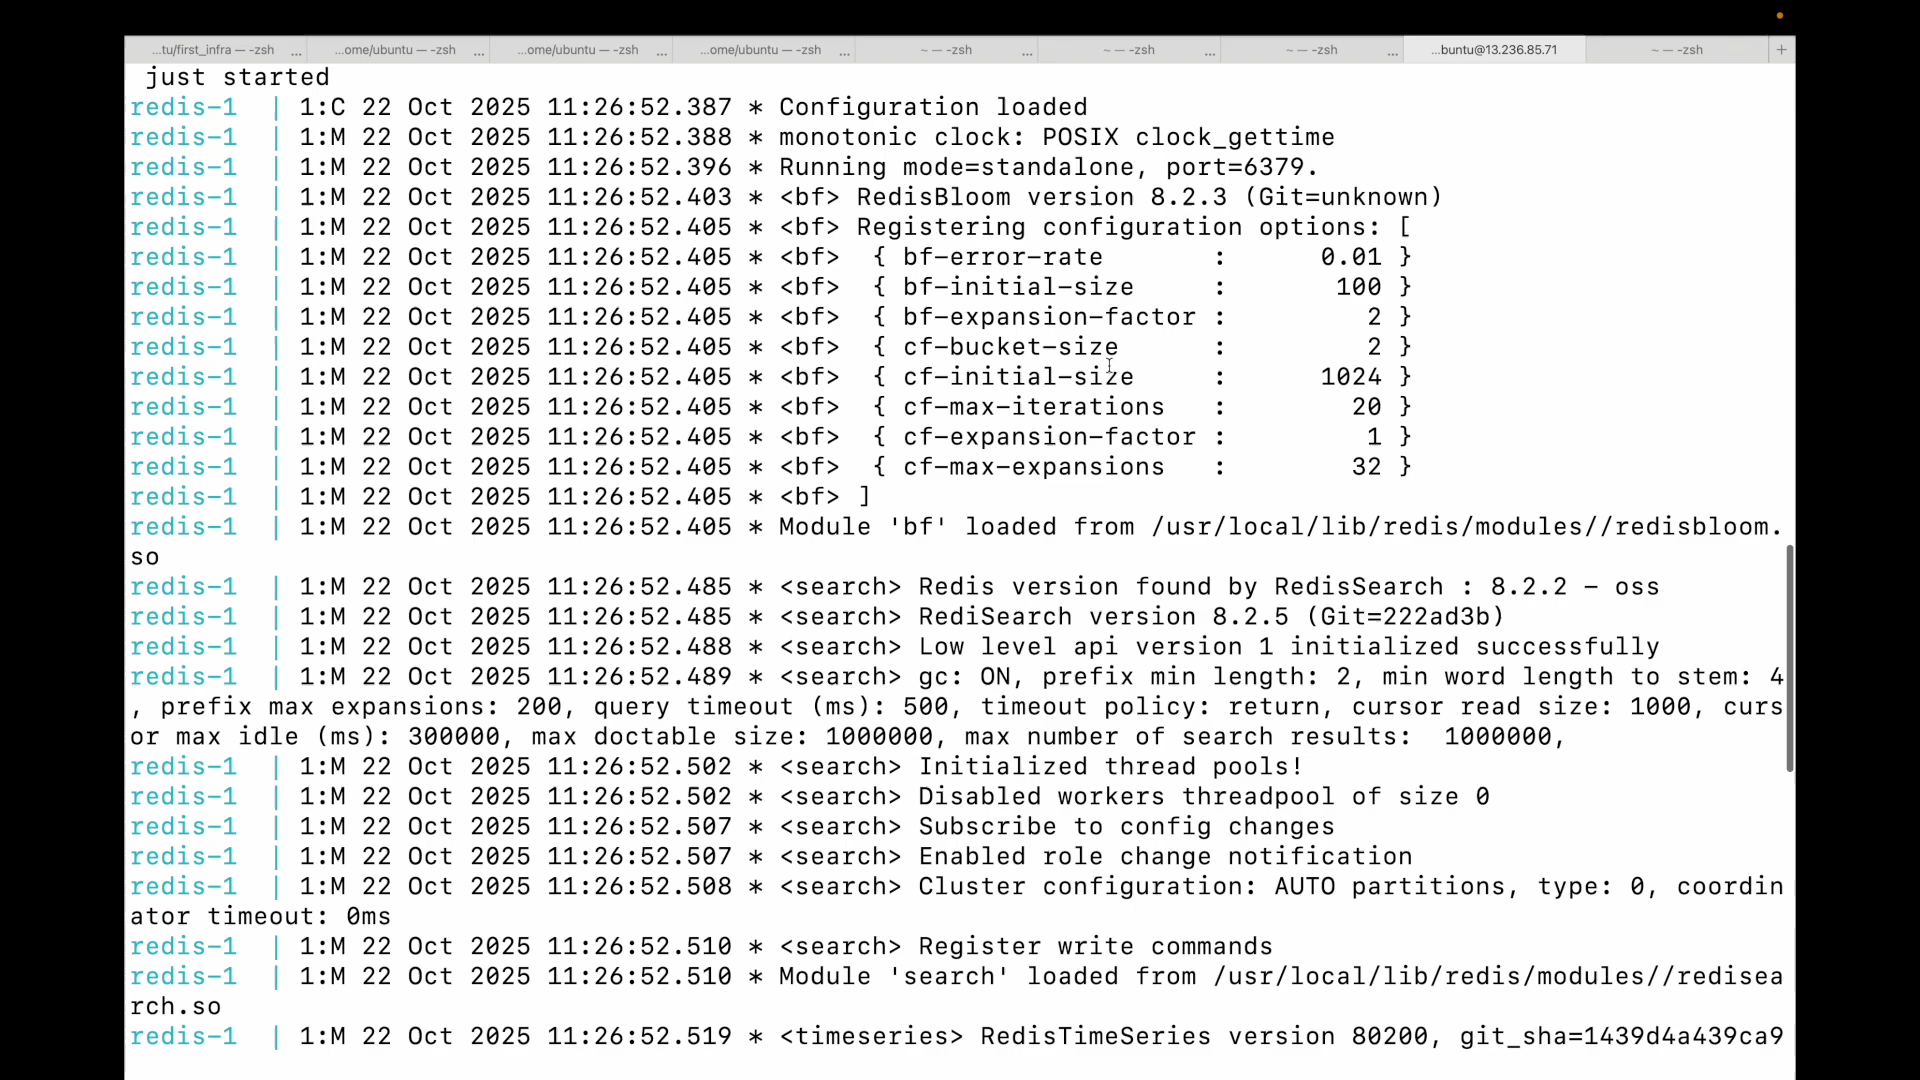 ...tu/first_infra — -zsh ... ...ome/ubuntu — -zsh ... ...ome/ubuntu — -zsh ... ...ome/ubuntu — -zsh ... ~ — -zsh ... ~ — -zsh ... ~ — -zsh ... ...buntu@13.236.85.71 ~ — -zsh +
just started
redis-1 | 1:C 22 Oct 2025 11:26:52.387 * Configuration loaded
redis-1 | 1:M 22 Oct 2025 11:26:52.388 * monotonic clock: POSIX clock_gettime
redis-1 | 1:M 22 Oct 2025 11:26:52.396 * Running mode=standalone, port=6379.
redis-1 | 1:M 22 Oct 2025 11:26:52.403 * <bf> RedisBloom version 8.2.3 (Git=unknown)
redis-1 | 1:M 22 Oct 2025 11:26:52.405 * <bf> Registering configuration options: [
redis-1 | 1:M 22 Oct 2025 11:26:52.405 * <bf> { bf-error-rate : 0.01 }
redis-1 | 1:M 22 Oct 2025 11:26:52.405 * <bf> { bf-initial-size : 100 }
redis-1 | 1:M 22 Oct 2025 11:26:52.405 * <bf> { bf-expansion-factor : 2 }
redis-1 | 1:M 22 Oct 2025 11:26:52.405 * <bf> { cf-bucket-size : 2 }
redis-1 | 1:M 22 Oct 2025 11:26:52.405 * <bf> { cf-initial-size : 1024 }
redis-1 | 1:M 22 Oct 2025 11:26:52.405 * <bf> { cf-max-iterations : 20 }
redis-1 | 1:M 22 Oct 2025 11:26:52.405 * <bf> { cf-expansion-factor : 1 }
redis-1 | 1:M 22 Oct 2025 11:26:52.405 * <bf> { cf-max-expansions : 32 }
redis-1 | 1:M 22 Oct 2025 11:26:52.405 * <bf> ]
redis-1 | 1:M 22 Oct 2025 11:26:52.405 * Module 'bf' loaded from /usr/local/lib/redis/modules//redisbloom.
so
redis-1 | 1:M 22 Oct 2025 11:26:52.485 * <search> Redis version found by RedisSearch : 8.2.2 - oss
redis-1 | 1:M 22 Oct 2025 11:26:52.485 * <search> RediSearch version 8.2.5 (Git=222ad3b)
redis-1 | 1:M 22 Oct 2025 11:26:52.488 * <search> Low level api version 1 initialized successfully
redis-1 | 1:M 22 Oct 2025 11:26:52.489 * <search> gc: ON, prefix min length: 2, min word length to stem: 4
, prefix max expansions: 200, query timeout (ms): 500, timeout policy: return, cursor read size: 1000, curs
or max idle (ms): 300000, max doctable size: 1000000, max number of search results:  1000000,
redis-1 | 1:M 22 Oct 2025 11:26:52.502 * <search> Initialized thread pools!
redis-1 | 1:M 22 Oct 2025 11:26:52.502 * <search> Disabled workers threadpool of size 0
redis-1 | 1:M 22 Oct 2025 11:26:52.507 * <search> Subscribe to config changes
redis-1 | 1:M 22 Oct 2025 11:26:52.507 * <search> Enabled role change notification
redis-1 | 1:M 22 Oct 2025 11:26:52.508 * <search> Cluster configuration: AUTO partitions, type: 0, coordin
ator timeout: 0ms
redis-1 | 1:M 22 Oct 2025 11:26:52.510 * <search> Register write commands
redis-1 | 1:M 22 Oct 2025 11:26:52.510 * Module 'search' loaded from /usr/local/lib/redis/modules//redisea
rch.so
redis-1 | 1:M 22 Oct 2025 11:26:52.519 * <timeseries> RedisTimeSeries version 80200, git_sha=1439d4a439ca9